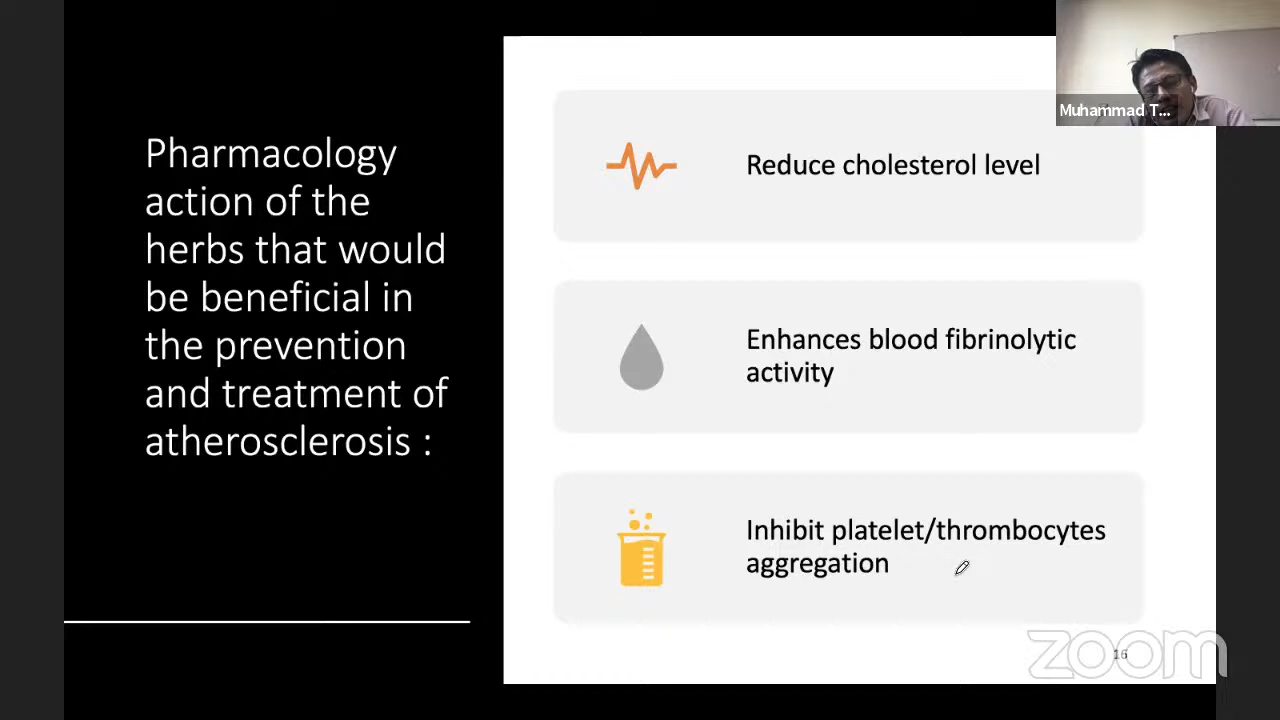 Pharmacology
action of the
herbs that would
be beneficial in
the prevention
and treatment of
atherosclerosis :
Reduce cholesterol level
Enhances blood fibrinolytic
activity
Inhibit platelet/thrombocytes
aggregation
Muhammad T...
16
zoom